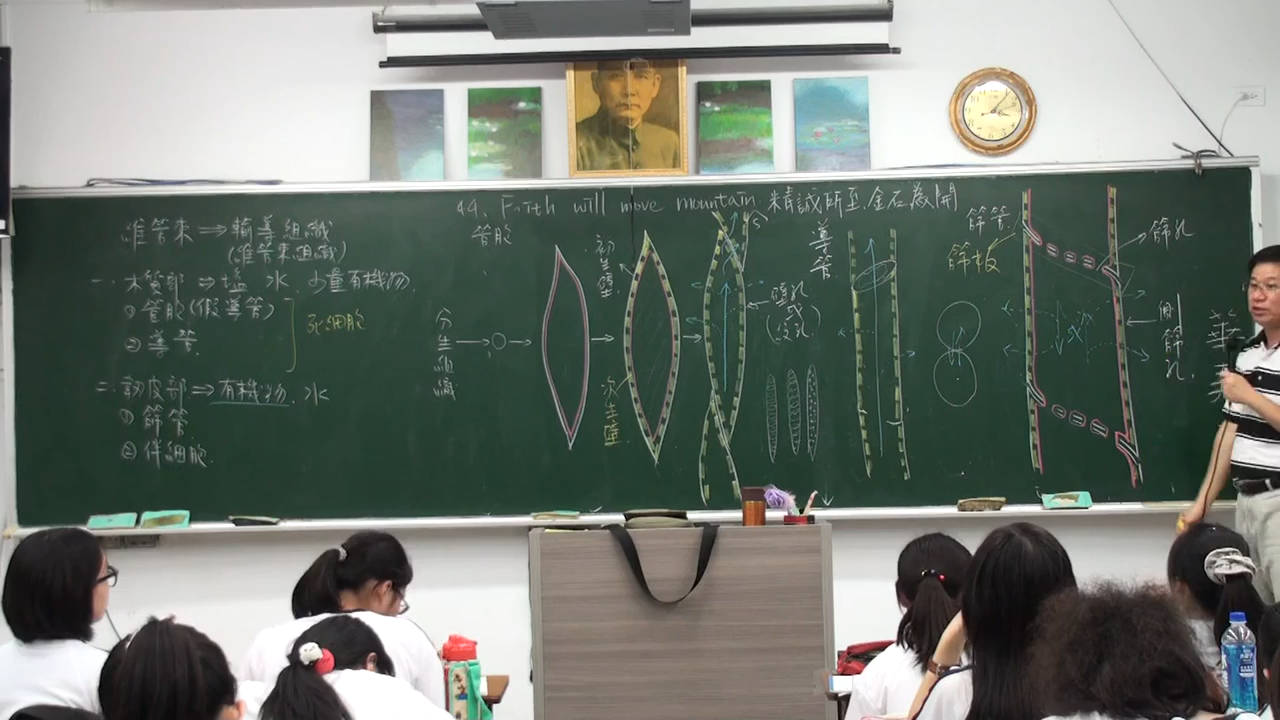 44. Faith will move mountain 精誠所至,金石為開
維管束⇒輸導組織
(維管束組織)
一、木質部⇒鹽 水 少量有機物
①管胞(假導管)
②導管
死細胞
二、韌皮部⇒有機物、水
①篩管
②伴細胞
分生組織
管胞
初生壁
次生壁
壁孔
或
(紋孔)
導管
篩管
篩板
篩孔
側篩孔